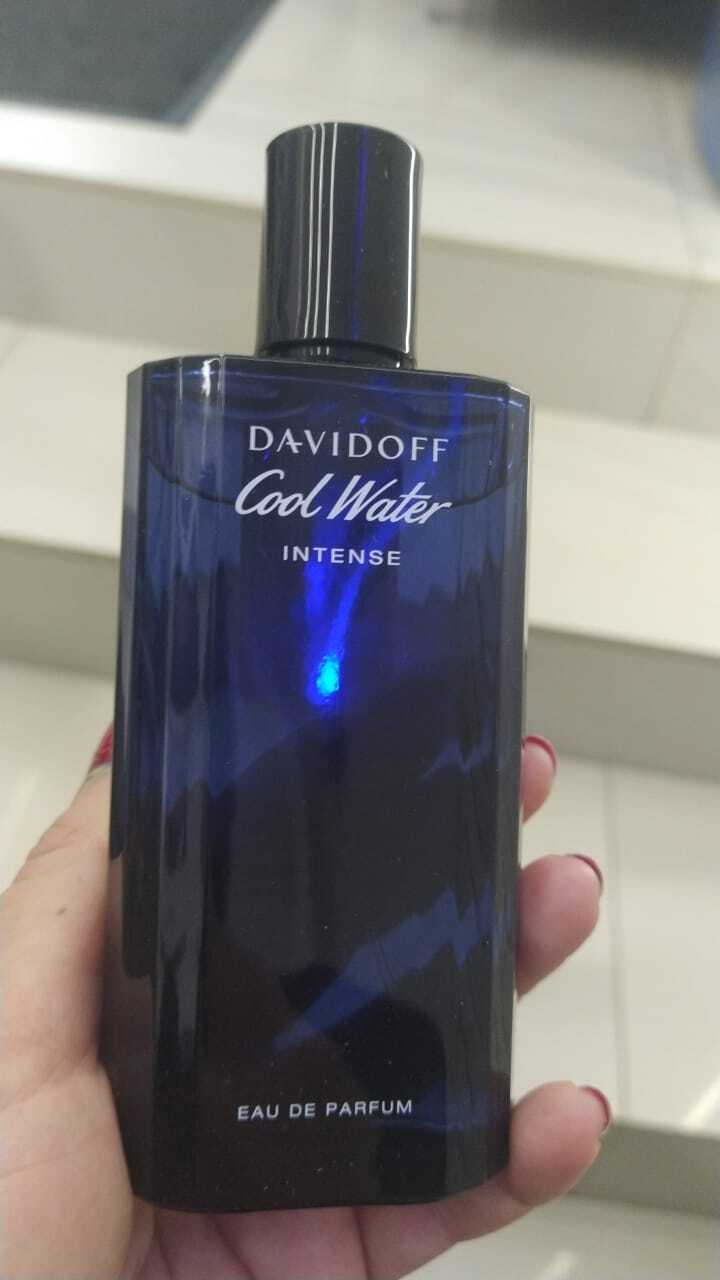 DAVIDOFF
Cool Water
INTENSE
EAU DE PARFUM